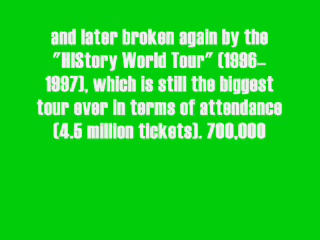 and later broken again by the
"HIStory World Tour" (1996–
1997), which is still the biggest
tour ever in terms of attendance
(4.5 million tickets). 700,000